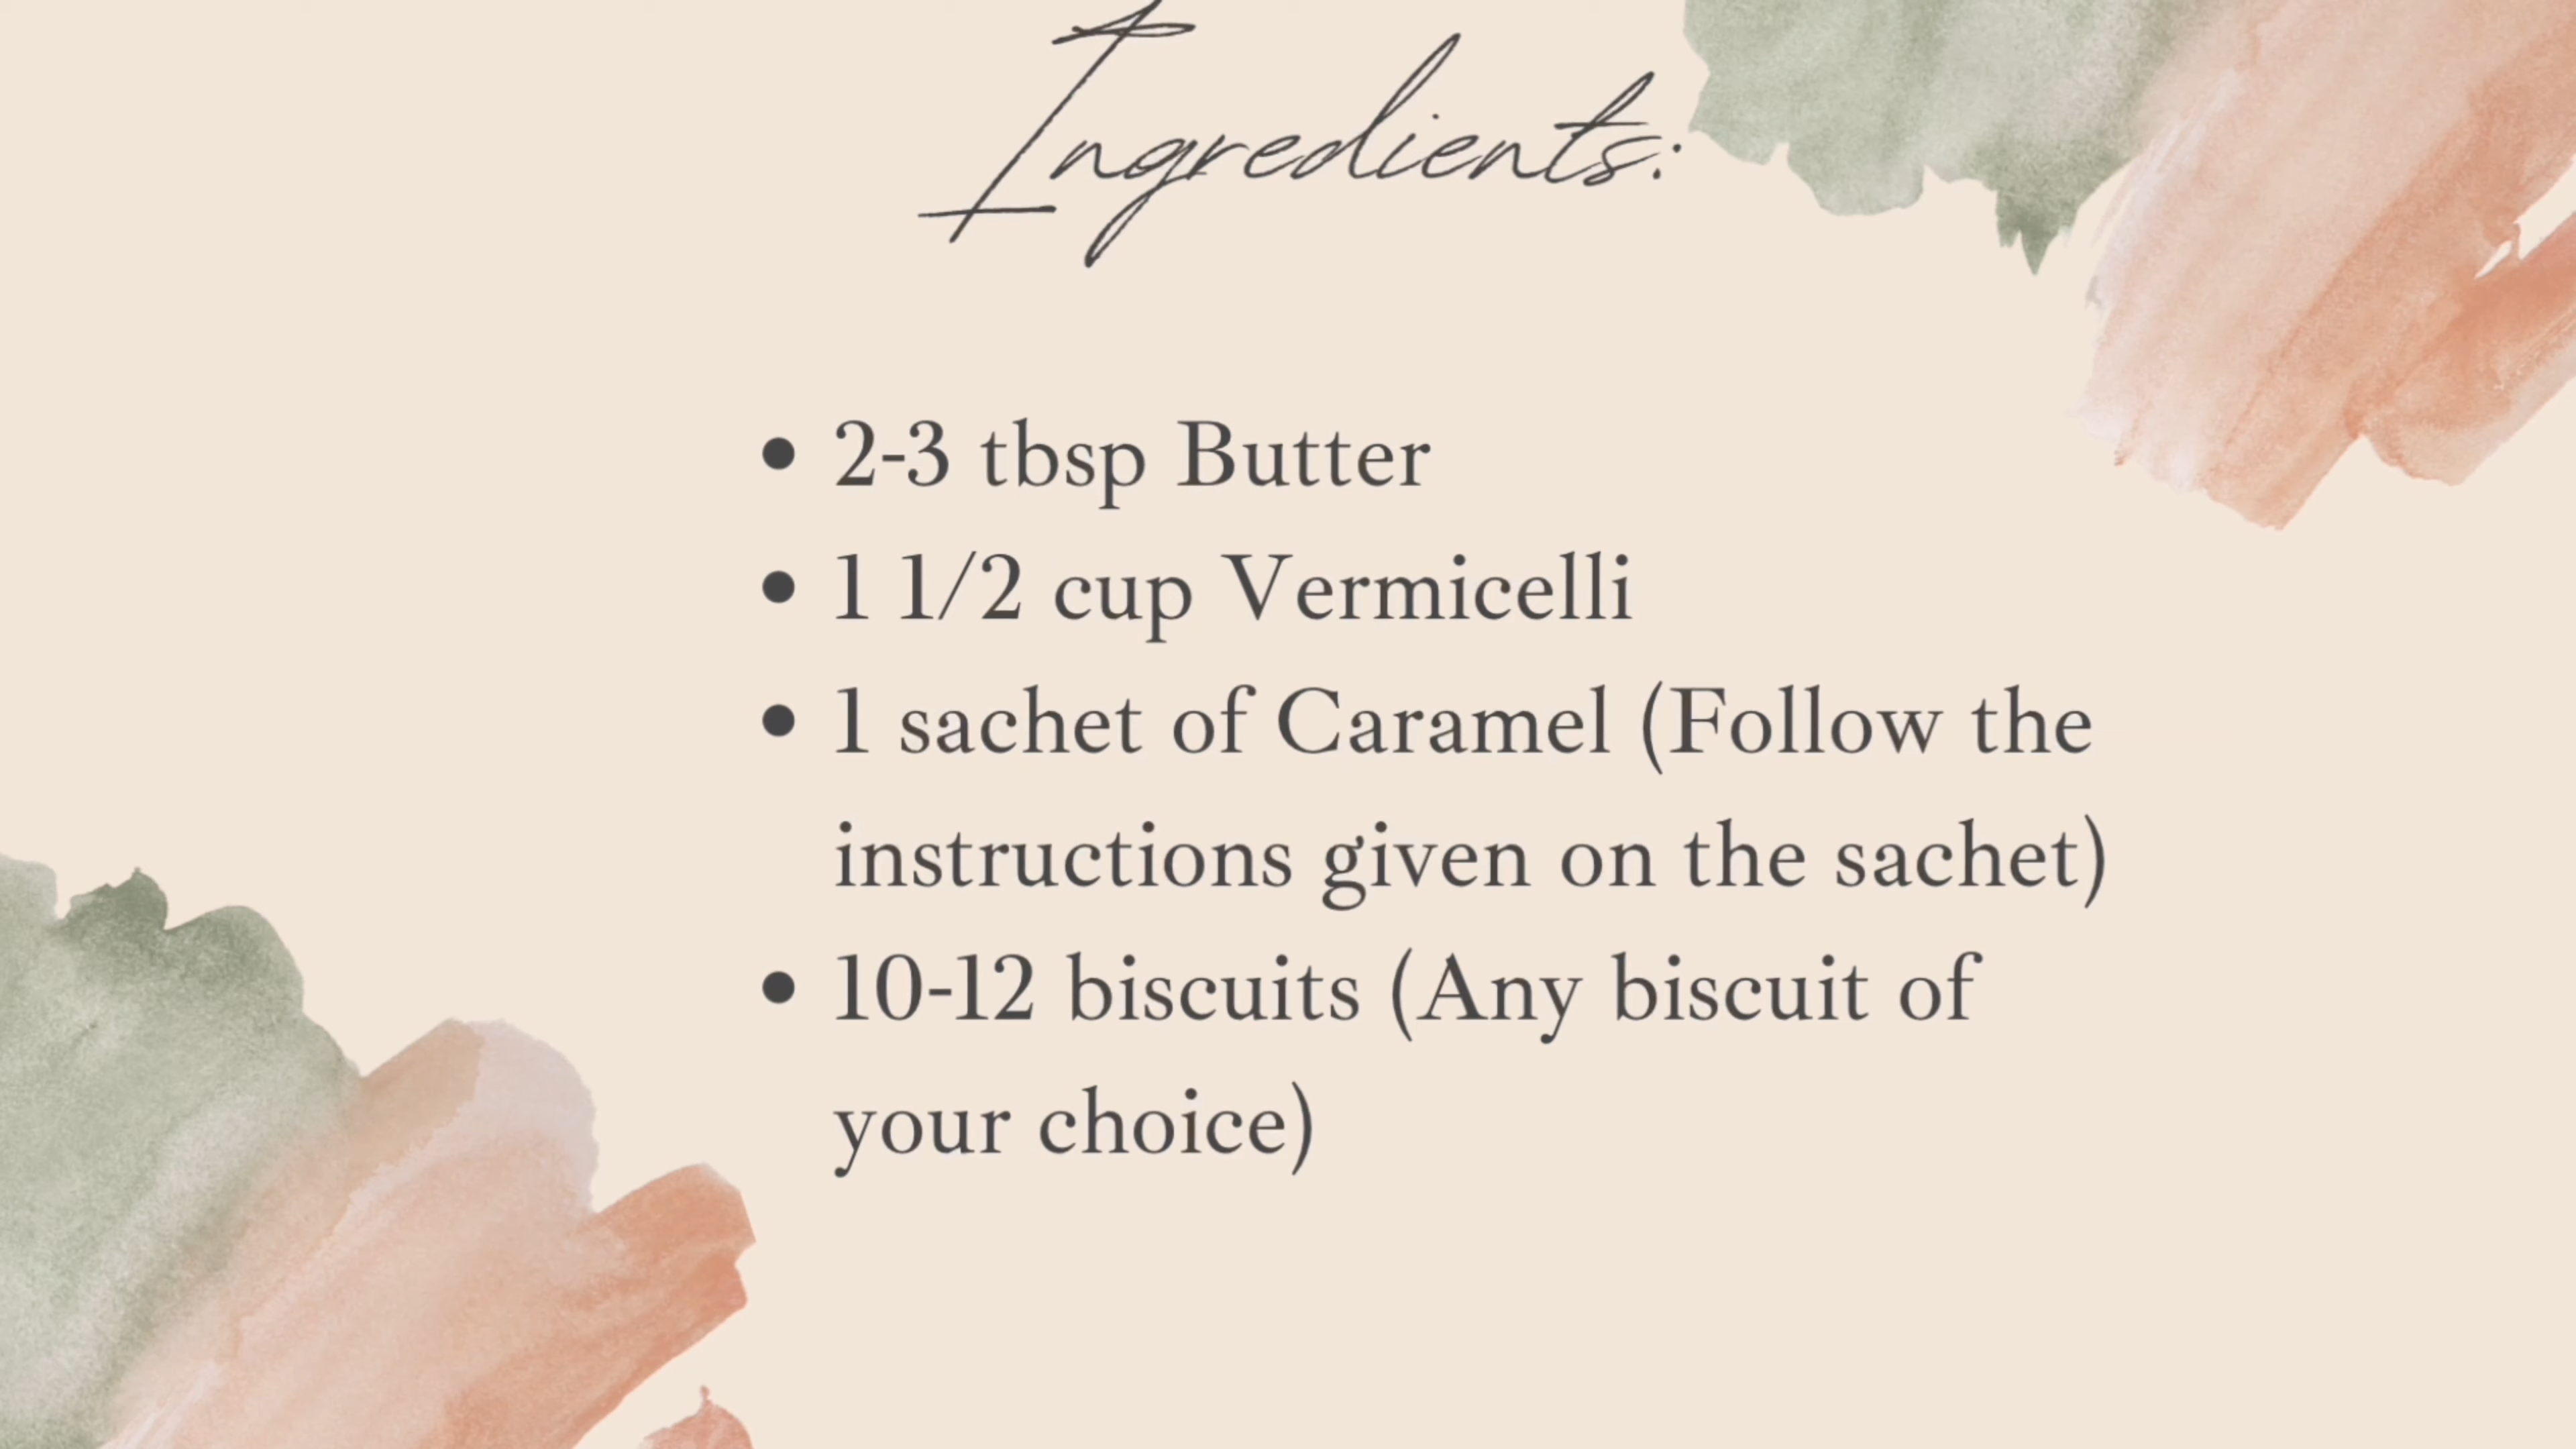 Ingredients:
• 2-3 tbsp Butter
• 1 1/2 cup Vermicelli
• 1 sachet of Caramel (Follow the
instructions given on the sachet)
• 10-12 biscuits (Any biscuit of
your choice)